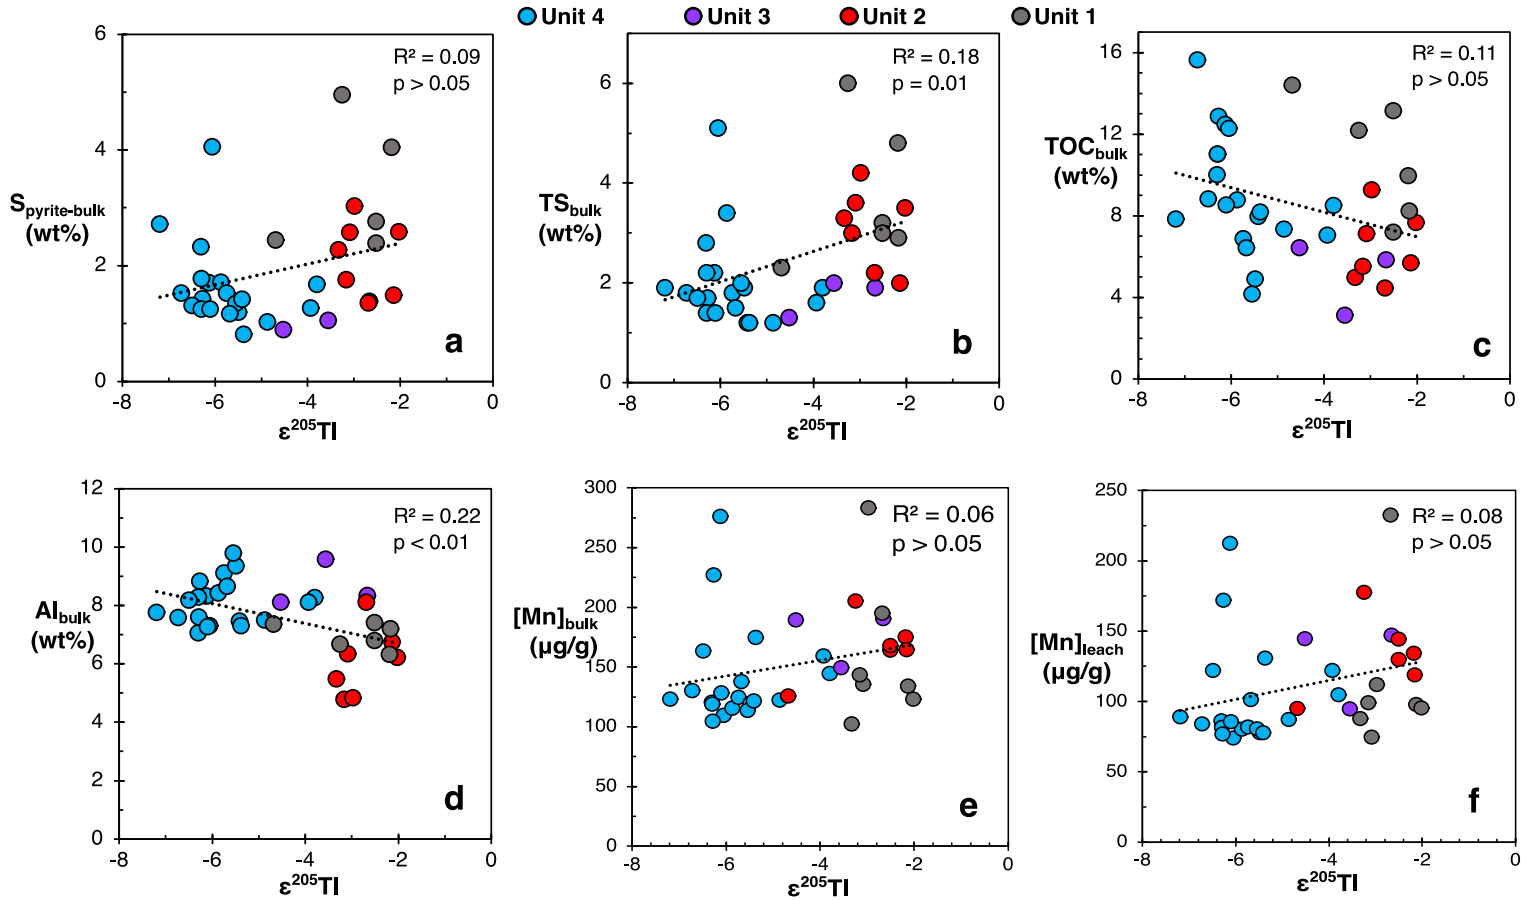 Unit 4 Unit 3 Unit 2 Unit 1
6
4
2
0
S_pyrite-bulk
(wt%)
R² = 0.09
p > 0.05
a
-8 -6 -4 -2 0
ε²⁰⁵Tl
6
4
2
0
TS_bulk
(wt%)
R² = 0.18
p = 0.01
b
-8 -6 -4 -2 0
ε²⁰⁵Tl
16
12
8
4
0
TOC_bulk
(wt%)
R² = 0.11
p > 0.05
c
-8 -6 -4 -2 0
ε²⁰⁵Tl
12
10
8
6
4
2
0
Al_bulk
(wt%)
R² = 0.22
p < 0.01
d
-8 -6 -4 -2 0
ε²⁰⁵Tl
300
250
200
150
100
50
0
[Mn]_bulk
(µg/g)
R² = 0.06
p > 0.05
e
-8 -6 -4 -2 0
ε²⁰⁵Tl
250
200
150
100
50
0
[Mn]_leach
(µg/g)
R² = 0.08
p > 0.05
f
-8 -6 -4 -2 0
ε²⁰⁵Tl